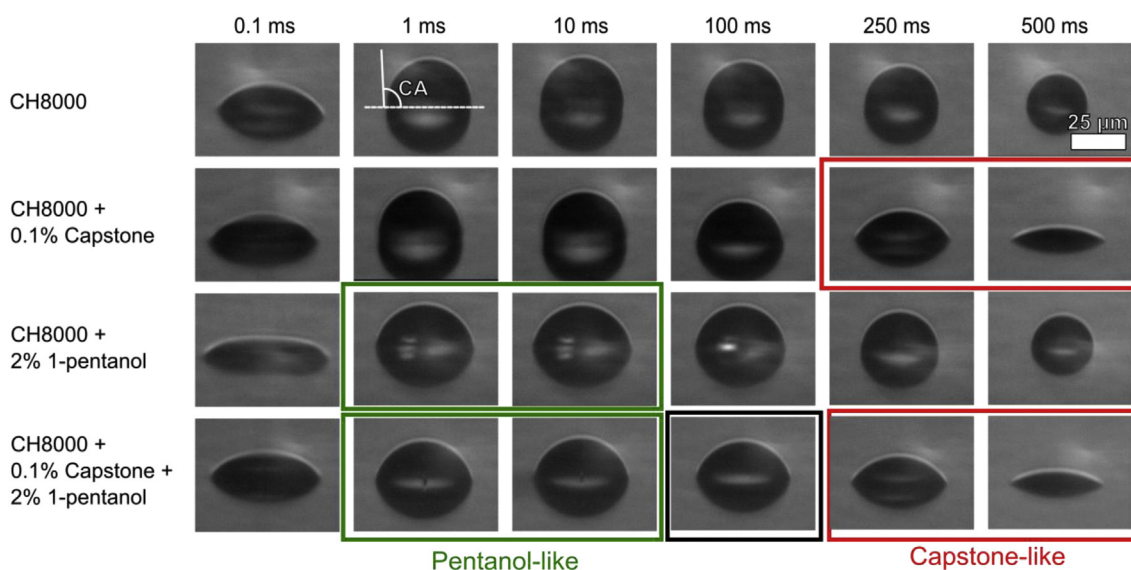 0.1 ms 1 ms 10 ms 100 ms 250 ms 500 ms
CH8000
CA
25 μm
CH8000 +
0.1% Capstone
CH8000 +
2% 1-pentanol
CH8000 +
0.1% Capstone +
2% 1-pentanol
Pentanol-like
Capstone-like